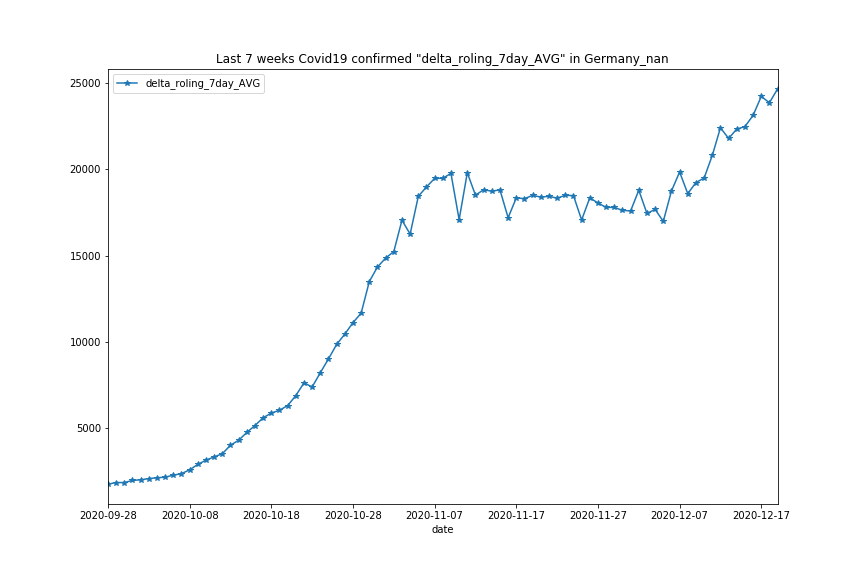 Last 7 weeks Covid19 confirmed "delta_roling_7day_AVG" in Germany_nan
delta_roling_7day_AVG
25000
20000
15000
10000
5000
2020-09-28 2020-10-08 2020-10-18 2020-10-28 2020-11-07 2020-11-17 2020-11-27 2020-12-07 2020-12-17
date